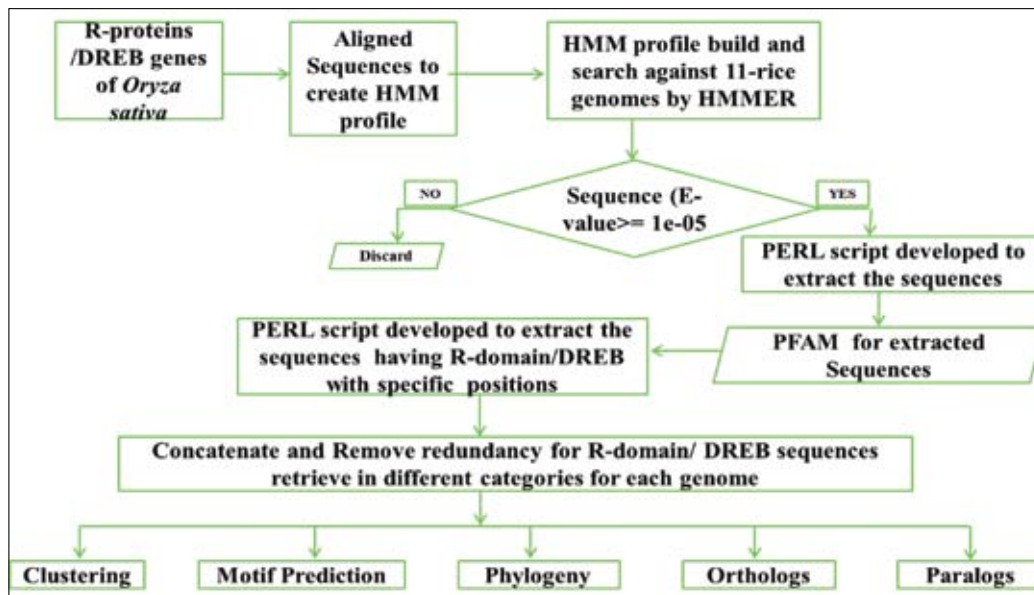 R-proteins
/DREB genes
of Oryza
sativa
Aligned
Sequences to
create HMM
profile
HMM profile build and
search against 11-rice
genomes by HMMER
NO
Sequence (E-
value>= 1e-05
YES
Discard
PERL script developed to
extract the sequences
PFAM for extracted
Sequences
PERL script developed to extract the
sequences having R-domain/DREB
with specific positions
Concatenate and Remove redundancy for R-domain/ DREB sequences
retrieve in different categories for each genome
Clustering
Motif Prediction
Phylogeny
Orthologs
Paralogs